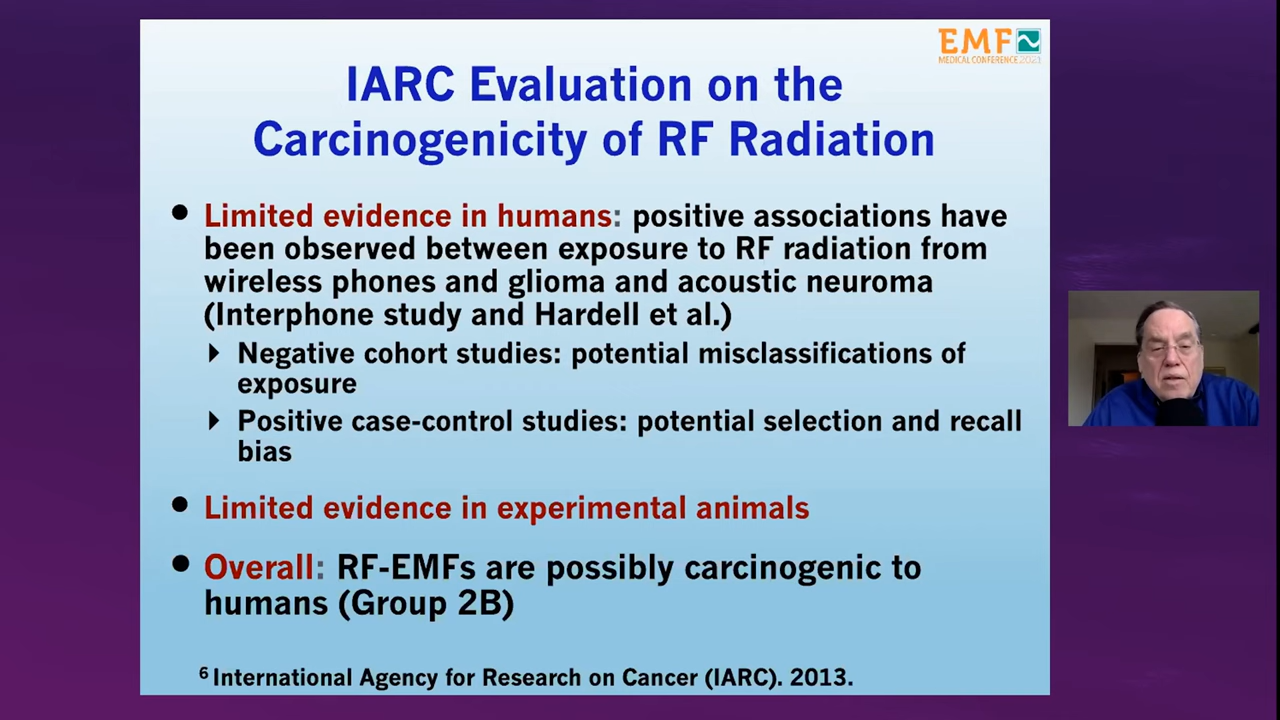 EMF
MEDICAL CONFERENCE 2021
IARC Evaluation on the
Carcinogenicity of RF Radiation
• Limited evidence in humans: positive associations have
been observed between exposure to RF radiation from
wireless phones and glioma and acoustic neuroma
(Interphone study and Hardell et al.)
Negative cohort studies: potential misclassifications of
exposure
Positive case-control studies: potential selection and recall
bias
• Limited evidence in experimental animals
• Overall: RF-EMFs are possibly carcinogenic to
humans (Group 2B)
⁶ International Agency for Research on Cancer (IARC). 2013.